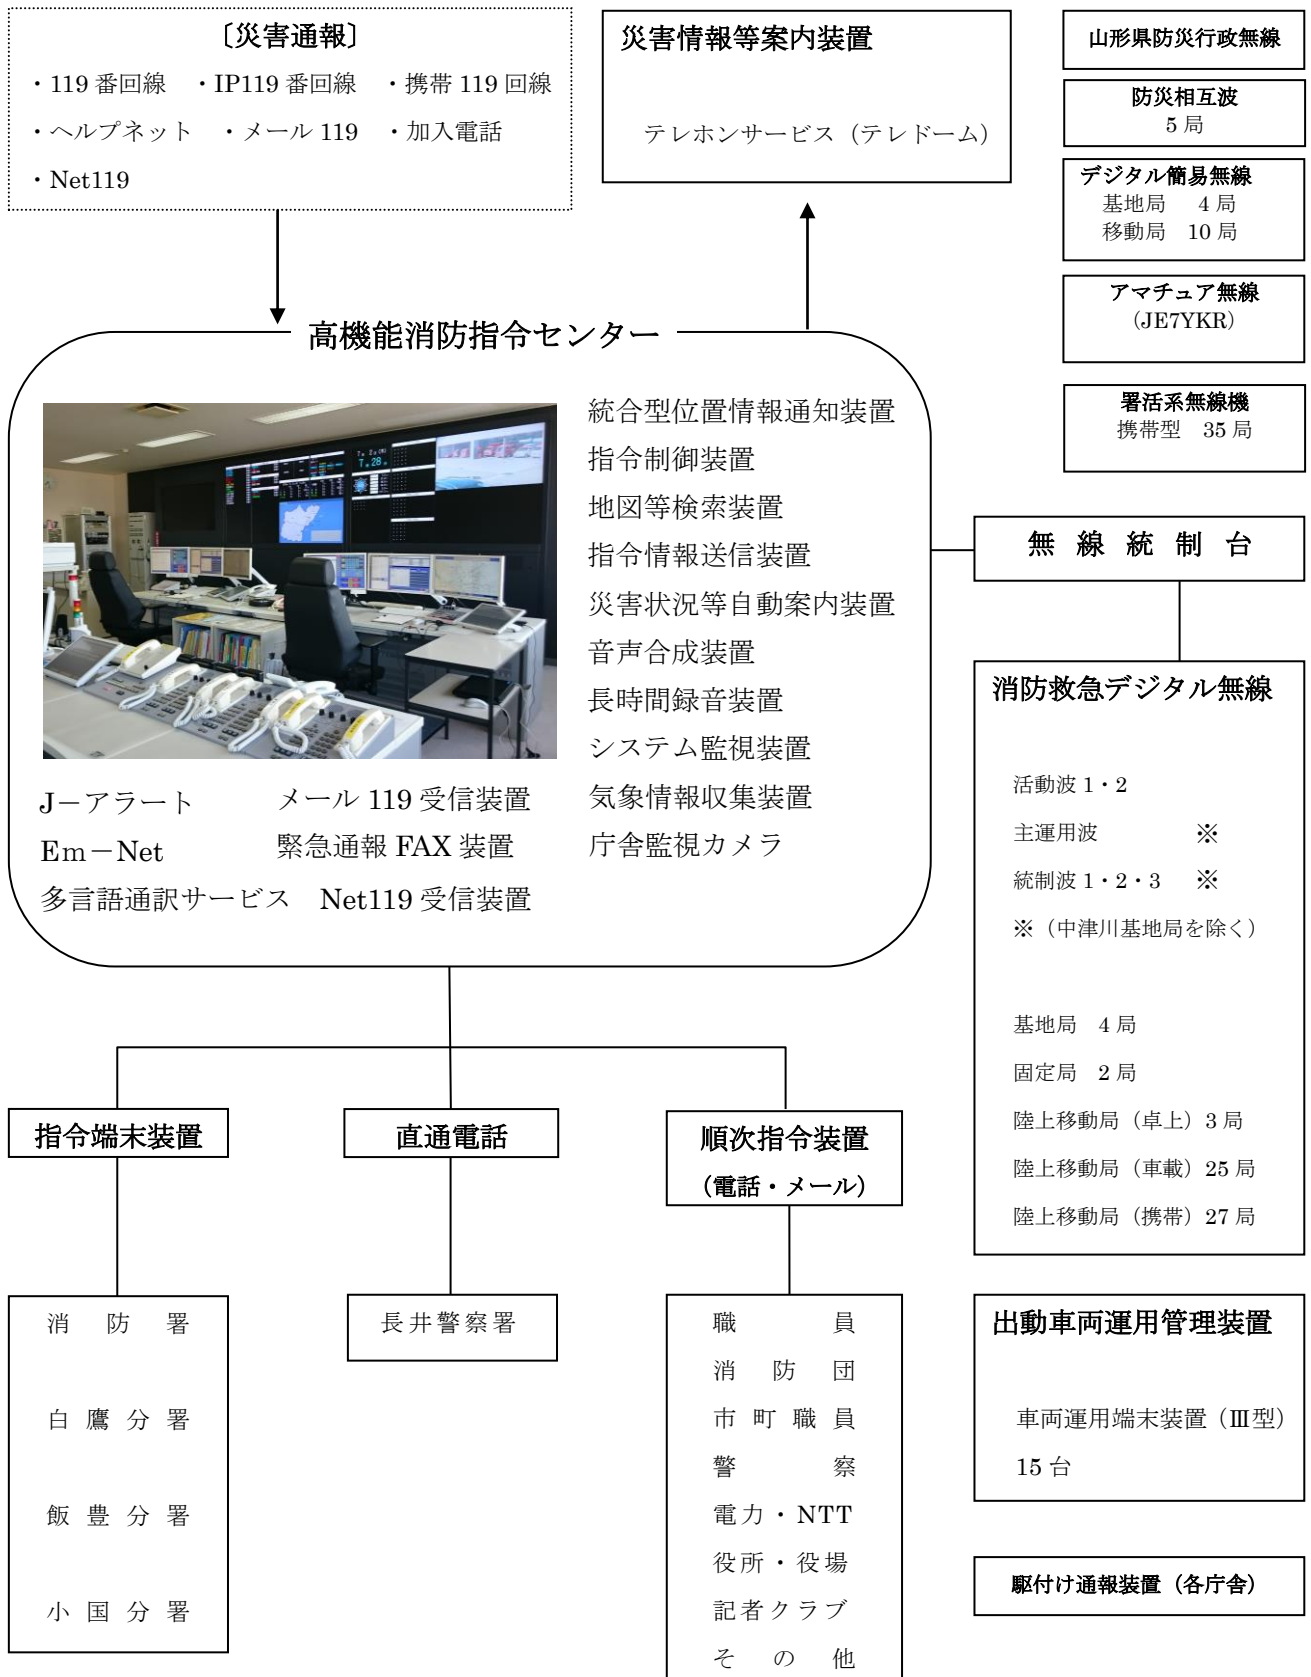 〔災害通報〕
・119番回線　・IP119番回線　・携帯119回線
・ヘルプネット　・メール119　・加入電話
・Net119
災害情報等案内装置
テレホンサービス（テレドーム）
山形県防災行政無線
防災相互波
5局
デジタル簡易無線
基地局　4局
移動局　10局
アマチュア無線
（JE7YKR）
署活系無線機
携帯型　35局
高機能消防指令センター
統合型位置情報通知装置
指令制御装置
地図等検索装置
指令情報送信装置
災害状況等自動案内装置
音声合成装置
長時間録音装置
システム監視装置
気象情報収集装置
庁舎監視カメラ
J－アラート　メール119受信装置
Em－Net　緊急通報FAX装置
多言語通訳サービス　Net119受信装置
無線統制台
消防救急デジタル無線
活動波1・2
主運用波　※
統制波1・2・3　※
※（中津川基地局を除く）
基地局　4局
固定局　2局
陸上移動局（卓上）3局
陸上移動局（車載）25局
陸上移動局（携帯）27局
指令端末装置
直通電話
順次指令装置
（電話・メール）
消防署
白鷹分署
飯豊分署
小国分署
長井警察署
職員
消防団
市町職員
警察
電力・NTT
役所・役場
記者クラブ
その他
出動車両運用管理装置
車両運用端末装置（Ⅲ型）
15台
駆付け通報装置（各庁舎）